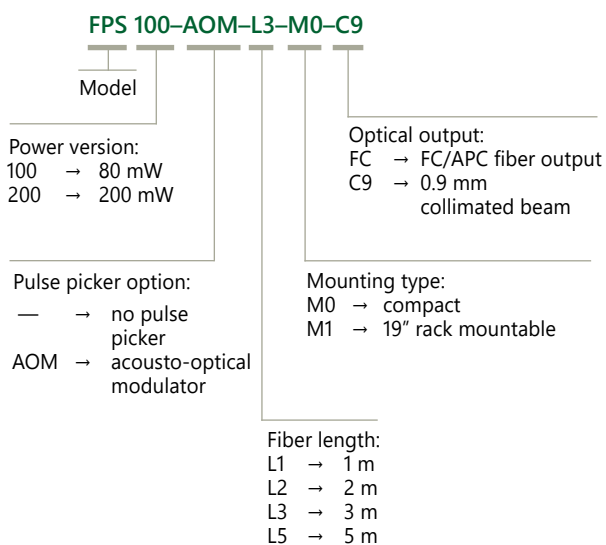 FPS 100–AOM–L3–M0–C9
Model
Power version:
100 → 80 mW
200 → 200 mW
Optical output:
FC → FC/APC fiber output
C9 → 0.9 mm
collimated beam
Pulse picker option:
— → no pulse
picker
AOM → acousto-optical
modulator
Mounting type:
M0 → compact
M1 → 19″ rack mountable
Fiber length:
L1 → 1 m
L2 → 2 m
L3 → 3 m
L5 → 5 m